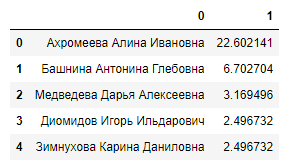 0 1
0 Ахромеева Алина Ивановна 22.602141
1 Башнина Антонина Глебовна 6.702704
2 Медведева Дарья Алексеевна 3.169496
3 Диомидов Игорь Ильдарович 2.496732
4 Зимнухова Карина Даниловна 2.496732